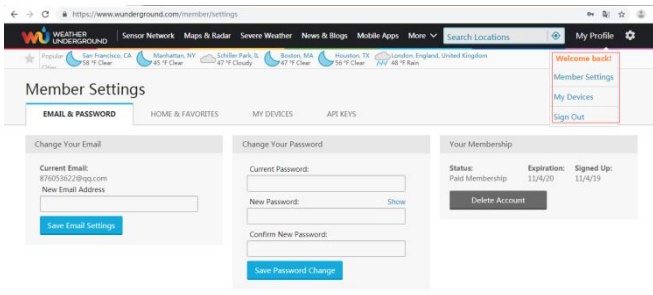 https://www.wunderground.com/member/settings
WEATHER UNDERGROUND Sensor Network Maps & Radar Severe Weather News & Blogs Mobile Apps More Search Locations My Profile
Popular Cities San Francisco, CA 58 °F Clear Manhattan, NY 45 °F Clear Schiller Park, IL 47 °F Cloudy Boston, MA 47 °F Clear Houston, TX 56 °F Clear London, England, United Kingdom 48 °F Rain
Welcome back!
Member Settings
My Devices
Sign Out
Member Settings
EMAIL & PASSWORD HOME & FAVORITES MY DEVICES API KEYS
Change Your Email
Current Email:
876053622@qq.com
New Email Address
Save Email Settings
Change Your Password
Current Password:
New Password: Show
Confirm New Password:
Save Password Change
Your Membership
Status: Expiration: Signed Up:
Paid Membership 11/4/20 11/4/19
Delete Account